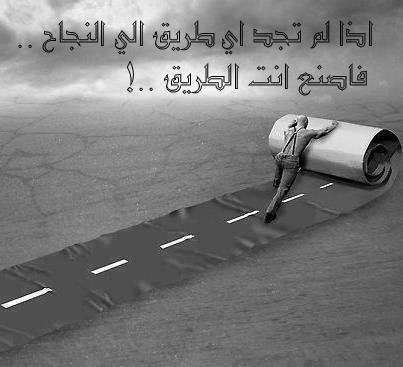 اذا لم تجد اي طريق الي النجاح ..
فاصنع انت الطريق ..!